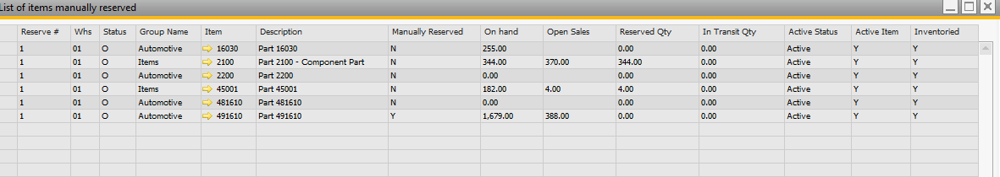 List of items manually reserved
Reserve # Whs Status Group Name Item Description Manually Reserved On hand Open Sales Reserved Qty In Transit Qty Active Status Active Item Inventoried
1 01 O Automotive 16030 Part 16030 N 255.00 0.00 0.00 Active Y Y
1 01 O Items 2100 Part 2100 - Component Part N 344.00 370.00 344.00 0.00 Active Y Y
1 01 O Automotive 2200 Part 2200 N 0.00 0.00 0.00 Active Y Y
1 01 O Items 45001 Part 45001 N 182.00 4.00 4.00 0.00 Active Y Y
1 01 O Automotive 481610 Part 481610 N 0.00 0.00 0.00 Active Y Y
1 01 O Automotive 491610 Part 491610 Y 1,679.00 388.00 0.00 0.00 Active Y Y